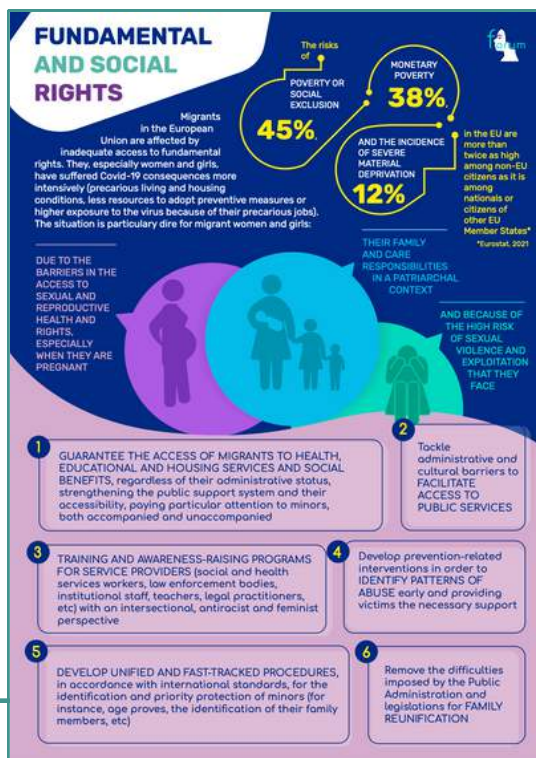 FUNDAMENTAL
AND SOCIAL
RIGHTS
forum
The risks
of
POVERTY OR
SOCIAL
EXCLUSION
45%,
MONETARY
POVERTY
38%,
AND THE INCIDENCE
OF SEVERE
MATERIAL
DEPRIVATION
12%
in the EU are
more than
twice as high
among non-EU
citizens as it is
among
nationals or
citizens of
other EU
Member States*
*Eurostat, 2021
Migrants
in the European
Union are affected by
inadequate access to fundamental
rights. They, especially women and girls,
have suffered Covid-19 consequences more
intensively (precarious living and housing
conditions, less resources to adopt preventive measures or
higher exposure to the virus because of their precarious jobs).
The situation is particulary dire for migrant women and girls:
DUE TO THE
BARRIERS IN THE
ACCESS TO
SEXUAL AND
REPRODUCTIVE
HEALTH AND
RIGHTS,
ESPECIALLY
WHEN THEY ARE
PREGNANT
THEIR FAMILY
AND CARE
RESPONSIBILITIES
IN A PATRIARCHAL
CONTEXT
AND BECAUSE OF
THE HIGH RISK
OF SEXUAL
VIOLENCE AND
EXPLOITATION
THAT THEY
FACE
1
GUARANTEE THE ACCESS OF MIGRANTS TO HEALTH,
EDUCATIONAL AND HOUSING SERVICES AND SOCIAL
BENEFITS, regardless of their administrative status,
strengthening the public support system and their
accessibility, paying particular attention to minors,
both accompanied and unaccompanied
2
Tackle
administrative and
cultural barriers to
FACILITATE
ACCESS TO
PUBLIC SERVICES
3
TRAINING AND AWARENESS-RAISING PROGRAMS
FOR SERVICE PROVIDERS (social and health
services workers, law enforcement bodies,
institutional staff, teachers, legal practitioners,
etc) with an intersectional, antiracist and feminist
perspective
4
Develop prevention-related
interventions in order to
IDENTIFY PATTERNS OF
ABUSE early and providing
victims the necessary support
5
DEVELOP UNIFIED AND FAST-TRACKED PROCEDURES,
in accordance with international standards, for the
identification and priority protection of minors (for
instance, age proves, the identification of their family
members, etc)
6
Remove the difficulties
imposed by the Public
Administration and
legislations for FAMILY
REUNIFICATION